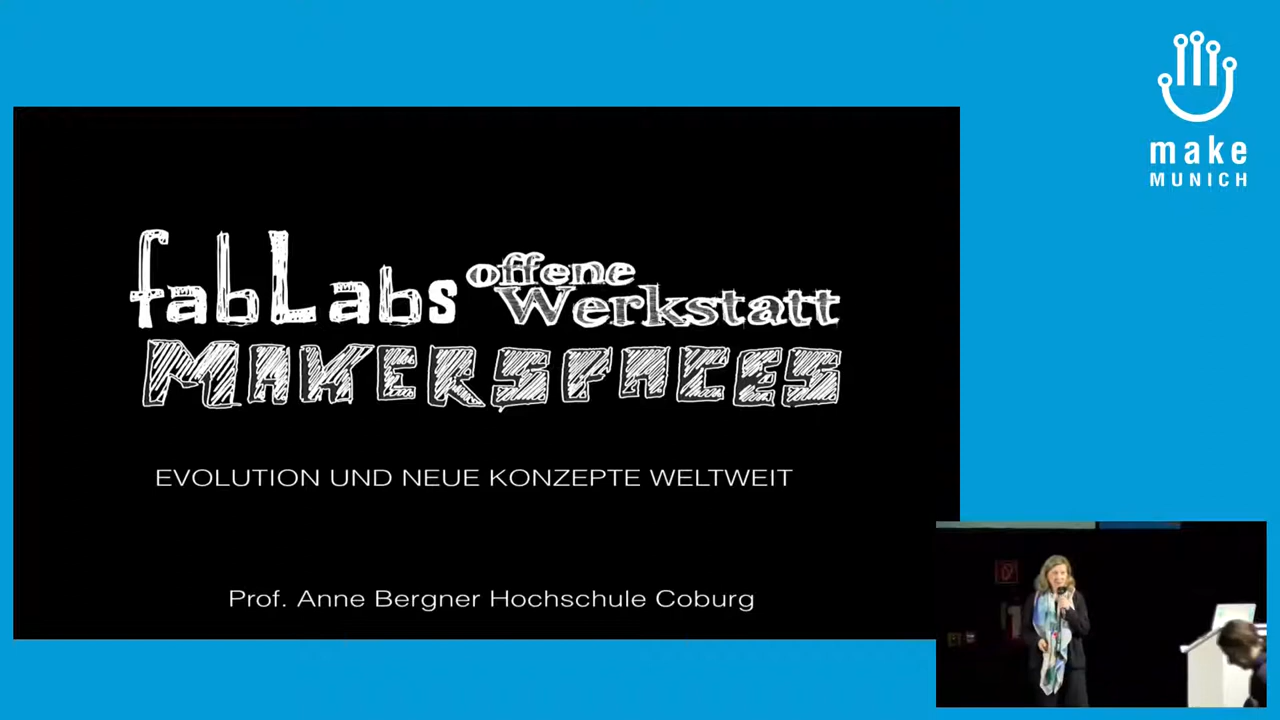 make
MUNICH
fabLabs offene
Werkstatt
MAKERSPACES
EVOLUTION UND NEUE KONZEPTE WELTWEIT
Prof. Anne Bergner Hochschule Coburg